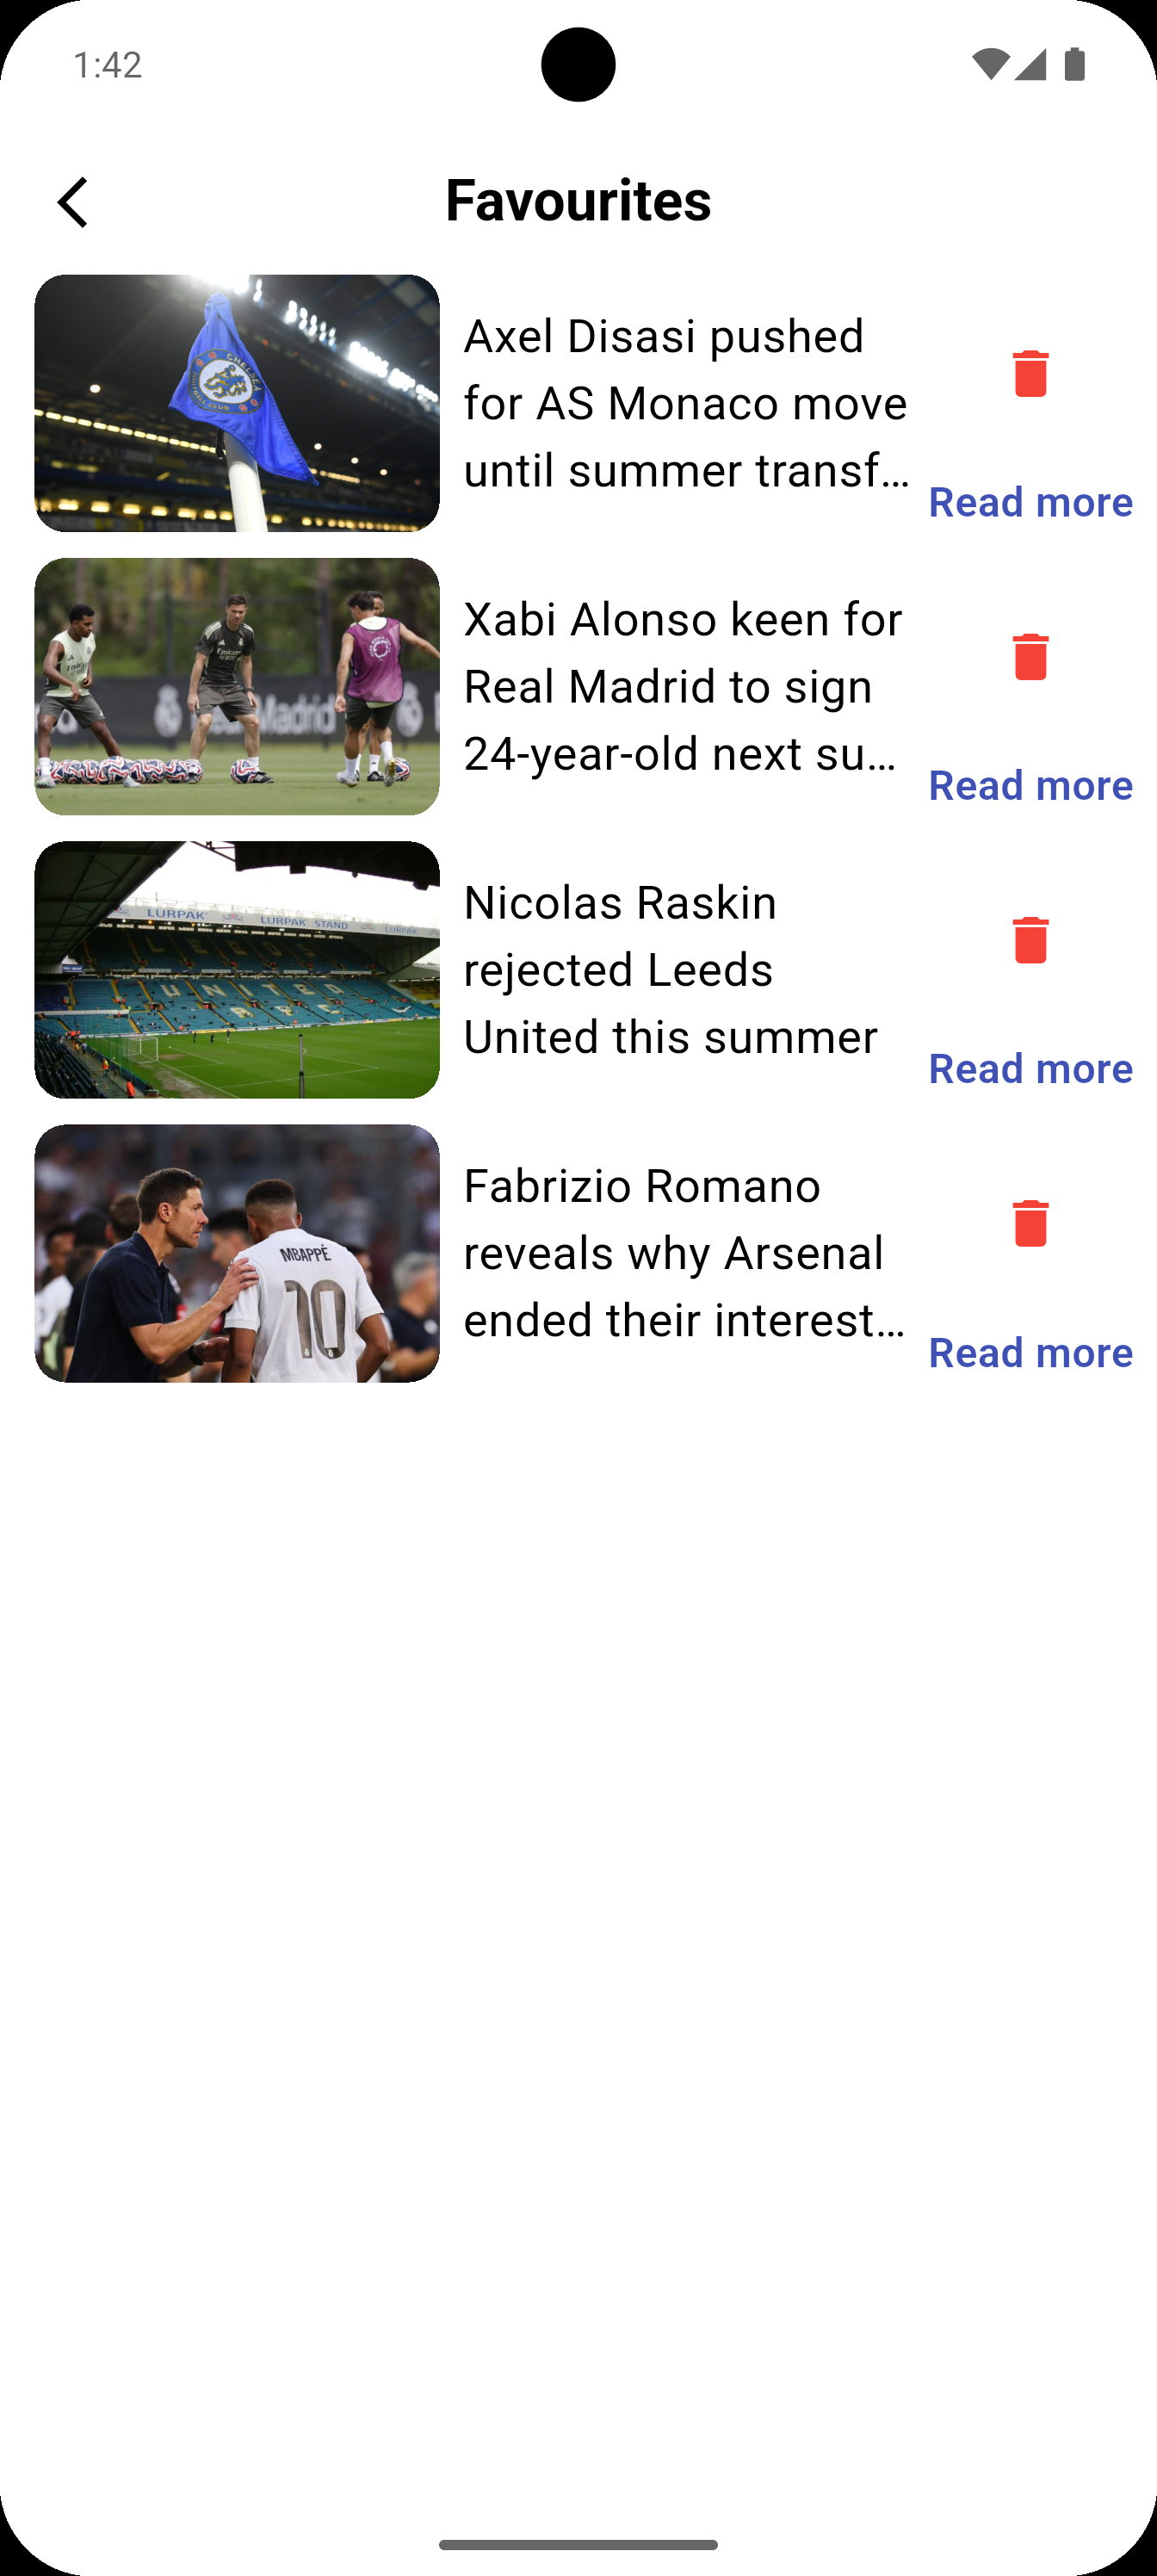 1:42
Favourites
CHELSEA
FOOTBALL CLUB
Axel Disasi pushed
for AS Monaco move
until summer transf...
Read more
Xabi Alonso keen for
Real Madrid to sign
24-year-old next su...
Read more
LURPAK
LURPAK STAND
LURPAK
LEEDS
UNITED
Nicolas Raskin
rejected Leeds
United this summer
Read more
MBAPPÉ
10
Fabrizio Romano
reveals why Arsenal
ended their interest...
Read more